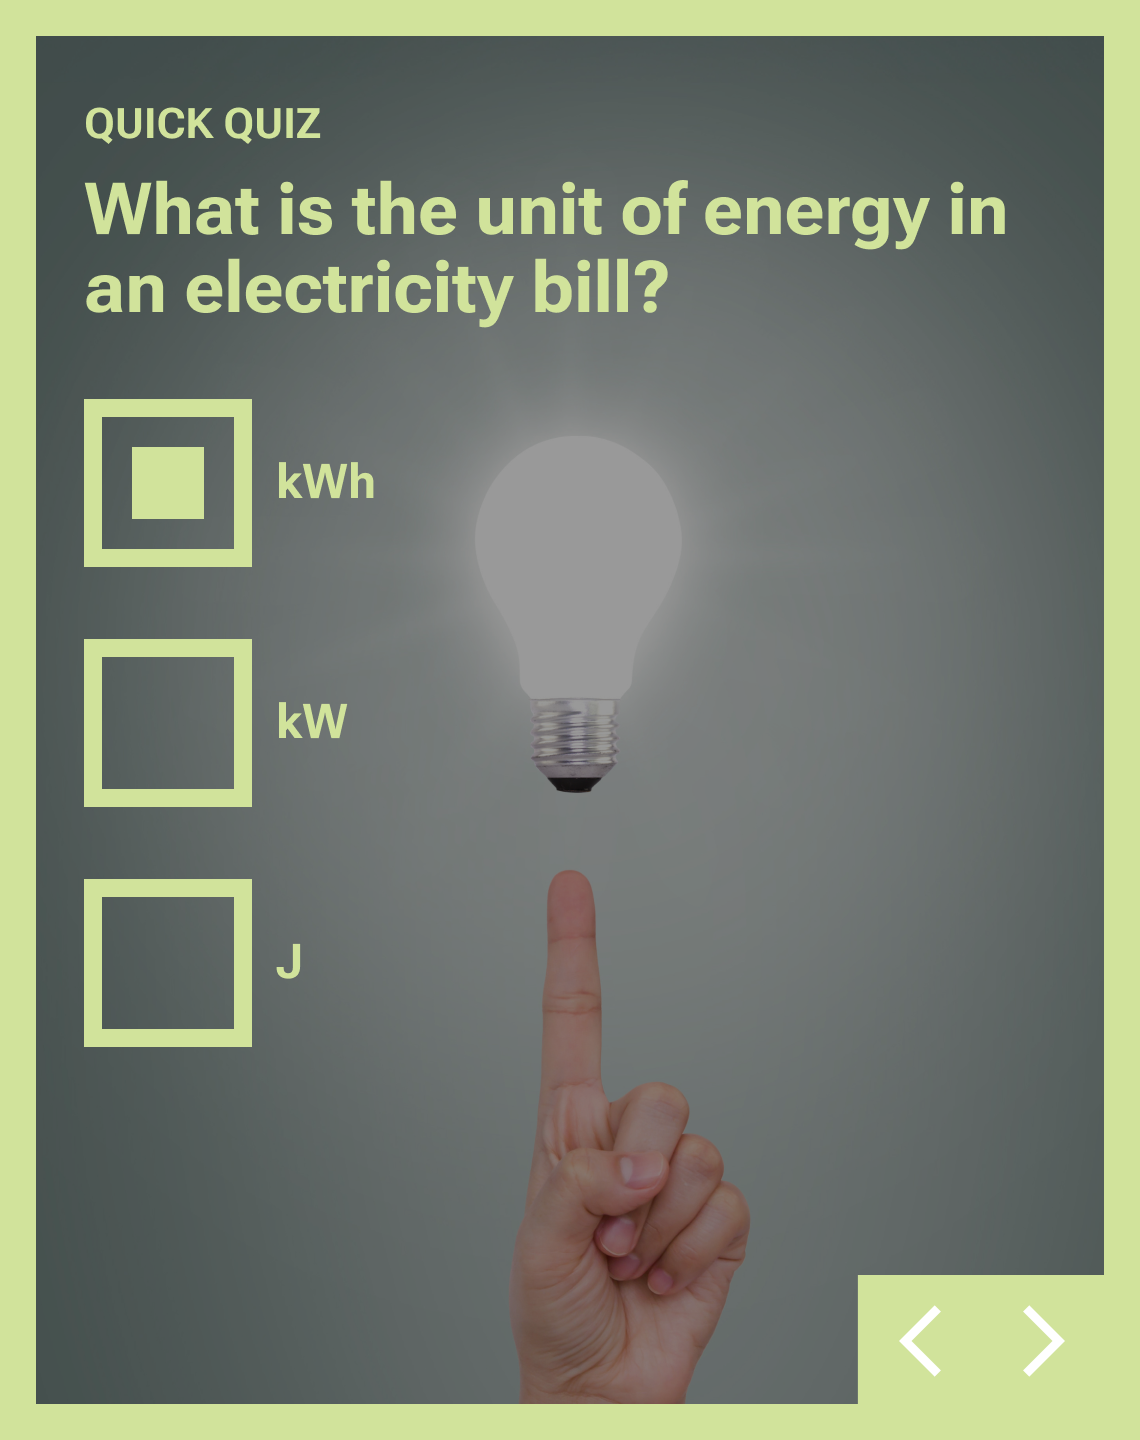 QUICK QUIZ
What is the unit of energy in
an electricity bill?
kWh
kW
J